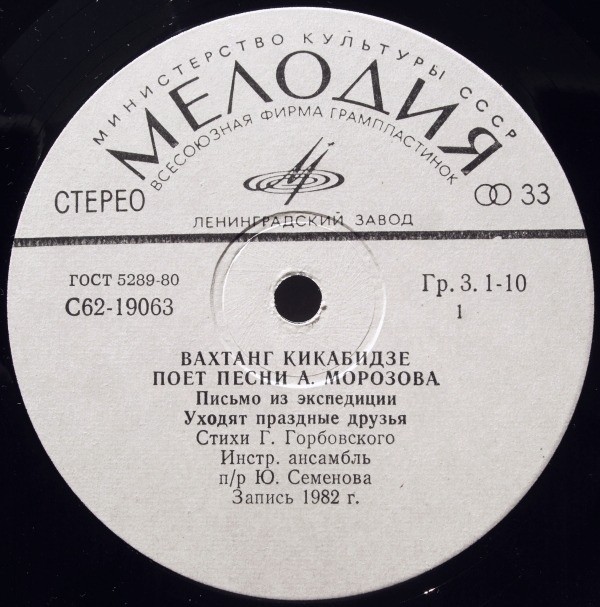 МИНИСТЕРСТВО КУЛЬТУРЫ СССР
МЕЛОДИЯ
ВСЕСОЮЗНАЯ ФИРМА ГРАМПЛАСТИНОК
СТЕРЕО
33
ЛЕНИНГРАДСКИЙ ЗАВОД
ГОСТ 5289-80
С62-19063
Гр. 3. 1-10
1
ВАХТАНГ КИКАБИДЗЕ
ПОЕТ ПЕСНИ А. МОРОЗОВА
Письмо из экспедиции
Уходят праздные друзья
Стихи Г. Горбовского
Инстр. ансамбль
п/р Ю. Семенова
Запись 1982 г.